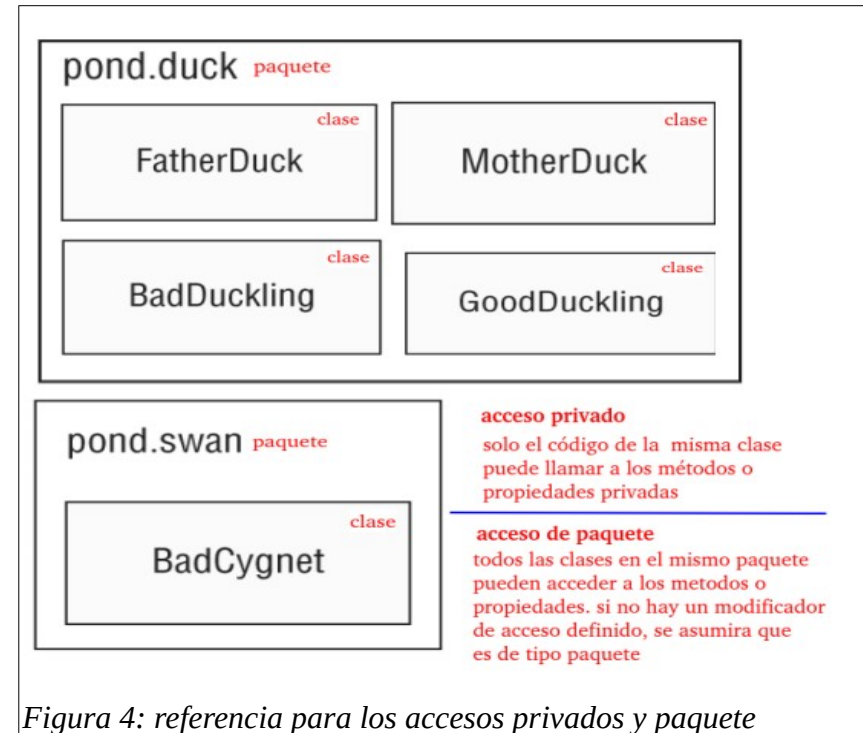 pond.duck paquete
clase
FatherDuck
clase
MotherDuck
clase
BadDuckling
clase
GoodDuckling
pond.swan paquete
clase
BadCygnet
acceso privado
solo el código de la misma clase
puede llamar a los métodos o
propiedades privadas
acceso de paquete
todos las clases en el mismo paquete
pueden acceder a los metodos o
propiedades. si no hay un modificador
de acceso definido, se asumira que
es de tipo paquete
Figura 4: referencia para los accesos privados y paquete